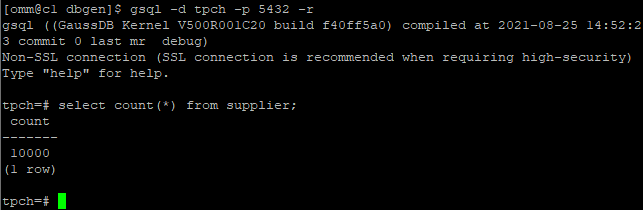 [omm@c1 dbgen]$ gsql -d tpch -p 5432 -r
gsql ((GaussDB Kernel V500R001C20 build f40ff5a0) compiled at 2021-08-25 14:52:2
3 commit 0 last mr  debug)
Non-SSL connection (SSL connection is recommended when requiring high-security)
Type "help" for help.
tpch=# select count(*) from supplier;
 count
-------
 10000
(1 row)
tpch=#